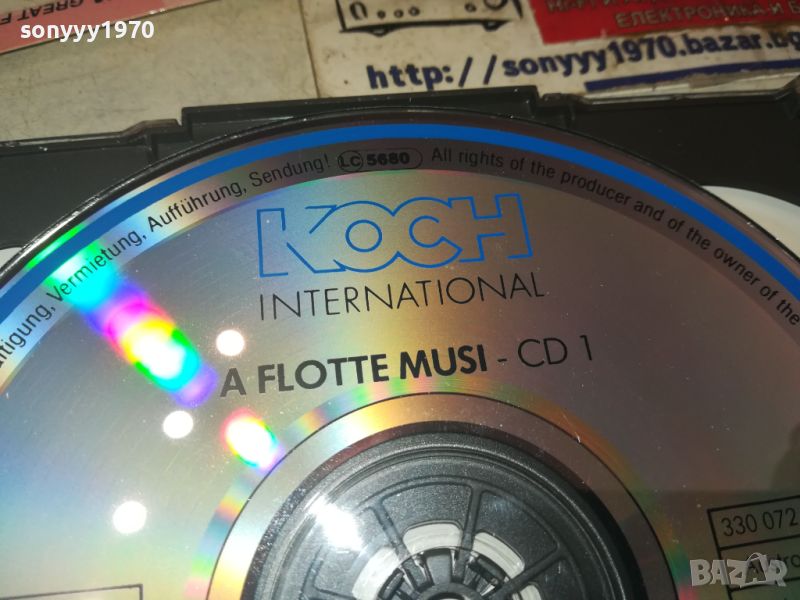 sonyyy1970
ЕЛЕКТРОНИКА И
http://sonyyy1970.bazar.bg
Vermietung, Aufführung, Sendung! LC 5680 All rights of the producer and of the owner of the
KOCH
INTERNATIONAL
A FLOTTE MUSI - CD 1
330 072
BAZAR